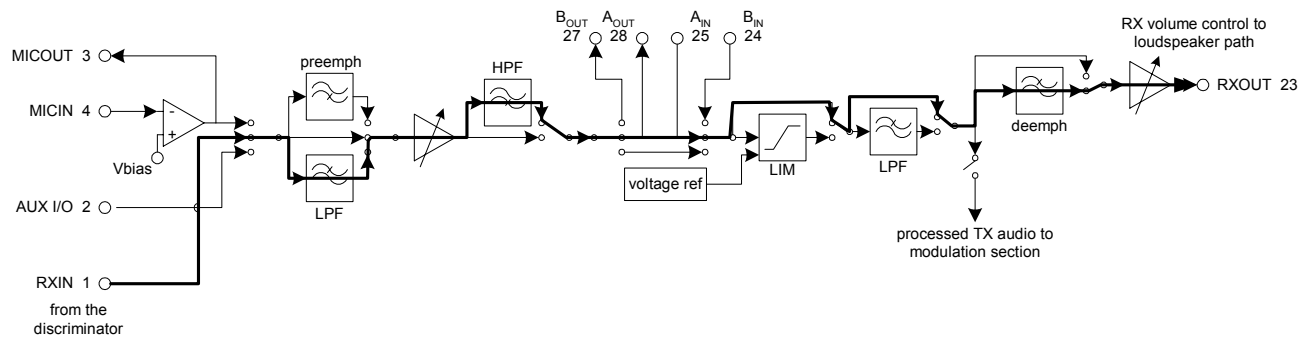 BOUT AOUT AIN BIN
27 28 25 24
RX volume control to
loudspeaker path
MICOUT 3
preemph
HPF
MICIN 4
-
+
Vbias
RXOUT 23
deemph
LIM
LPF
voltage ref
LPF
AUX I/O 2
processed TX audio to
modulation section
RXIN 1
from the
discriminator